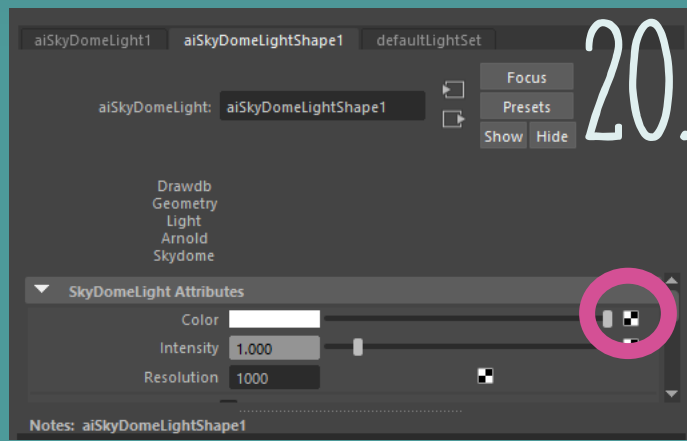 aiSkyDomeLight1 aiSkyDomeLightShape1 defaultLightSet
20.
Focus
aiSkyDomeLight: aiSkyDomeLightShape1
Presets
Show Hide
Drawdb
Geometry
Light
Arnold
Skydome
SkyDomeLight Attributes
Color
Intensity 1.000
Resolution 1000
Notes: aiSkyDomeLightShape1